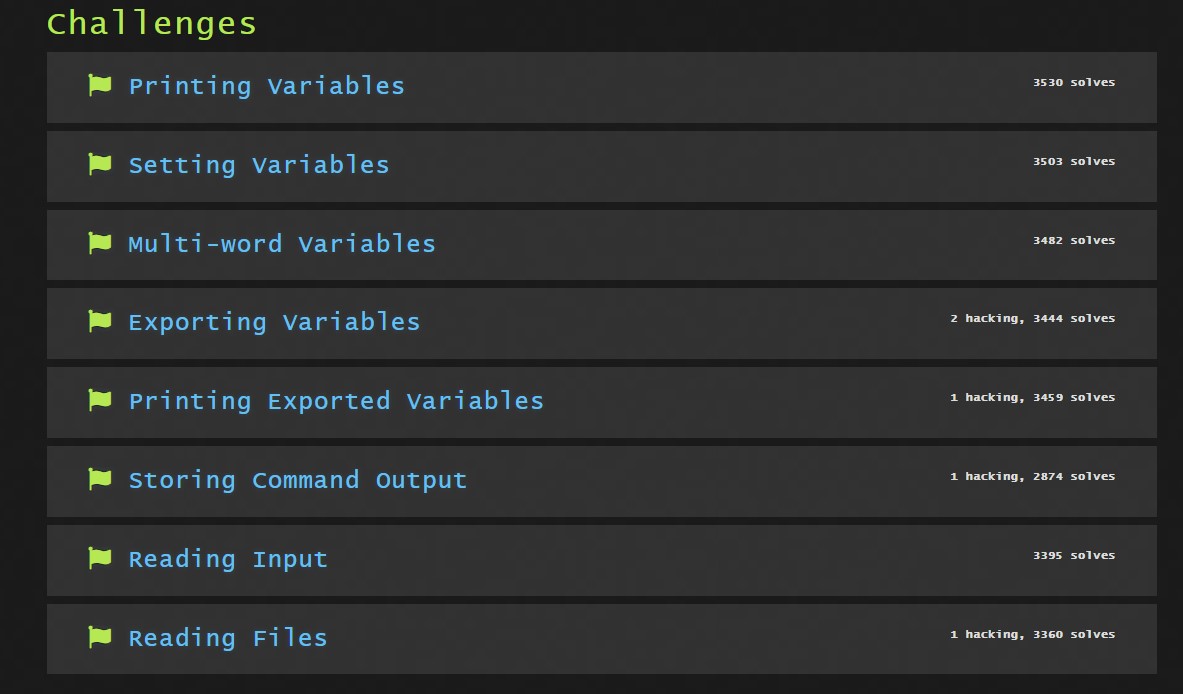 Challenges
Printing Variables 3530 solves
Setting Variables 3503 solves
Multi-word Variables 3482 solves
Exporting Variables 2 hacking, 3444 solves
Printing Exported Variables 1 hacking, 3459 solves
Storing Command Output 1 hacking, 2874 solves
Reading Input 3395 solves
Reading Files 1 hacking, 3360 solves